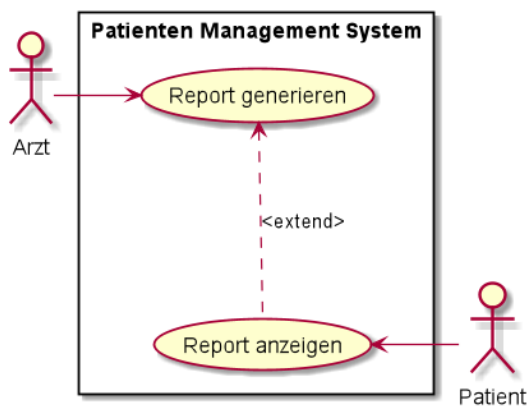 Patienten Management System
Report generieren
Arzt
<extend>
Report anzeigen
Patient